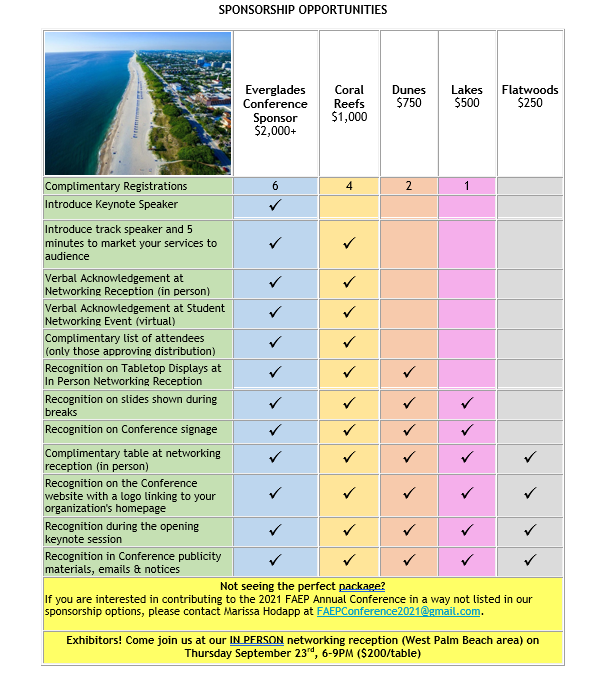 SPONSORSHIP OPPORTUNITIES
Everglades
Conference
Sponsor
$2,000+
Coral
Reefs
$1,000
Dunes
$750
Lakes
$500
Flatwoods
$250
Complimentary Registrations 6 4 2 1
Introduce Keynote Speaker ✓
Introduce track speaker and 5
minutes to market your services to
audience ✓ ✓
Verbal Acknowledgement at
Networking Reception (in person) ✓ ✓
Verbal Acknowledgement at Student
Networking Event (virtual) ✓ ✓
Complimentary list of attendees
(only those approving distribution) ✓ ✓
Recognition on Tabletop Displays at
In Person Networking Reception ✓ ✓ ✓
Recognition on slides shown during
breaks ✓ ✓ ✓ ✓
Recognition on Conference signage ✓ ✓ ✓ ✓
Complimentary table at networking
reception (in person) ✓ ✓ ✓ ✓ ✓
Recognition on the Conference
website with a logo linking to your
organization's homepage ✓ ✓ ✓ ✓ ✓
Recognition during the opening
keynote session ✓ ✓ ✓ ✓ ✓
Recognition in Conference publicity
materials, emails & notices ✓ ✓ ✓ ✓ ✓
Not seeing the perfect package?
If you are interested in contributing to the 2021 FAEP Annual Conference in a way not listed in our
sponsorship options, please contact Marissa Hodapp at FAEPConference2021@gmail.com.
Exhibitors! Come join us at our IN PERSON networking reception (West Palm Beach area) on
Thursday September 23rd, 6-9PM ($200/table)